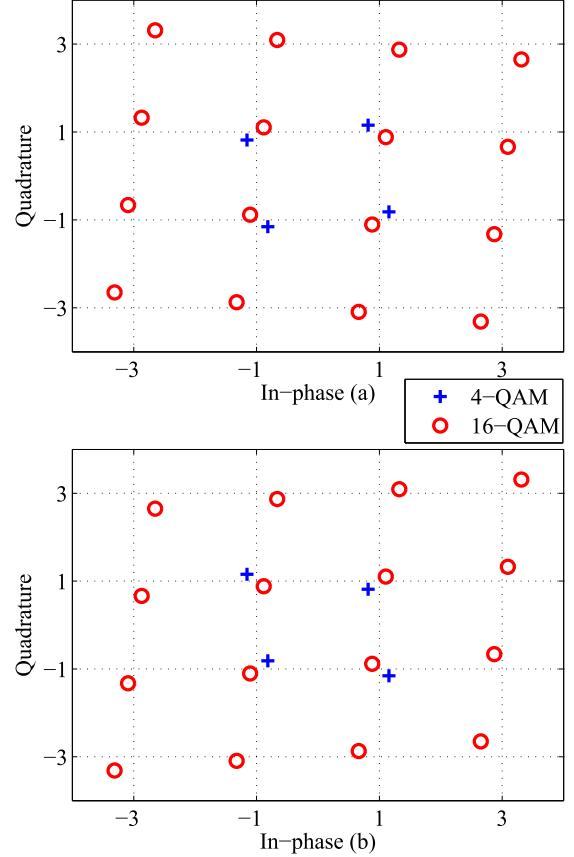 3
1
−1
−3
Quadrature
−3 −1 1 3
In−phase (a)
4−QAM
16−QAM
3
1
−1
−3
Quadrature
−3 −1 1 3
In−phase (b)